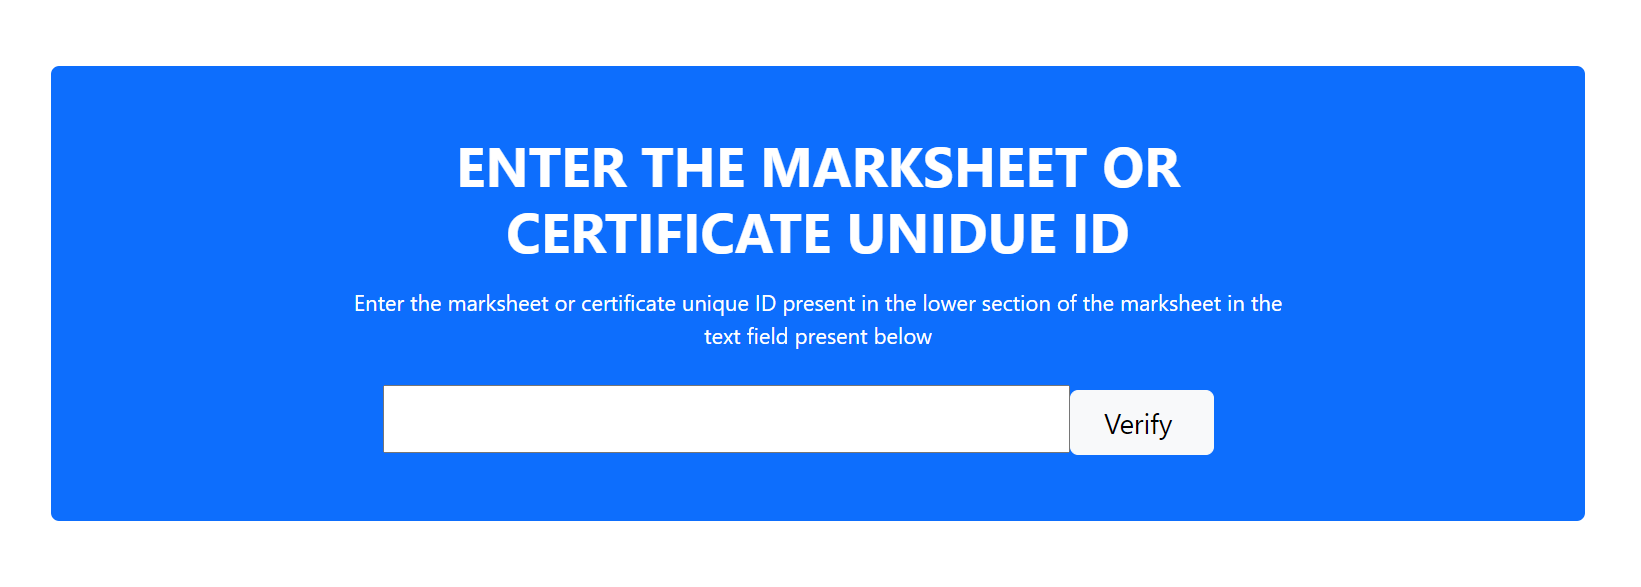 ENTER THE MARKSHEET OR
CERTIFICATE UNIDUE ID
Enter the marksheet or certificate unique ID present in the lower section of the marksheet in the
text field present below
Verify